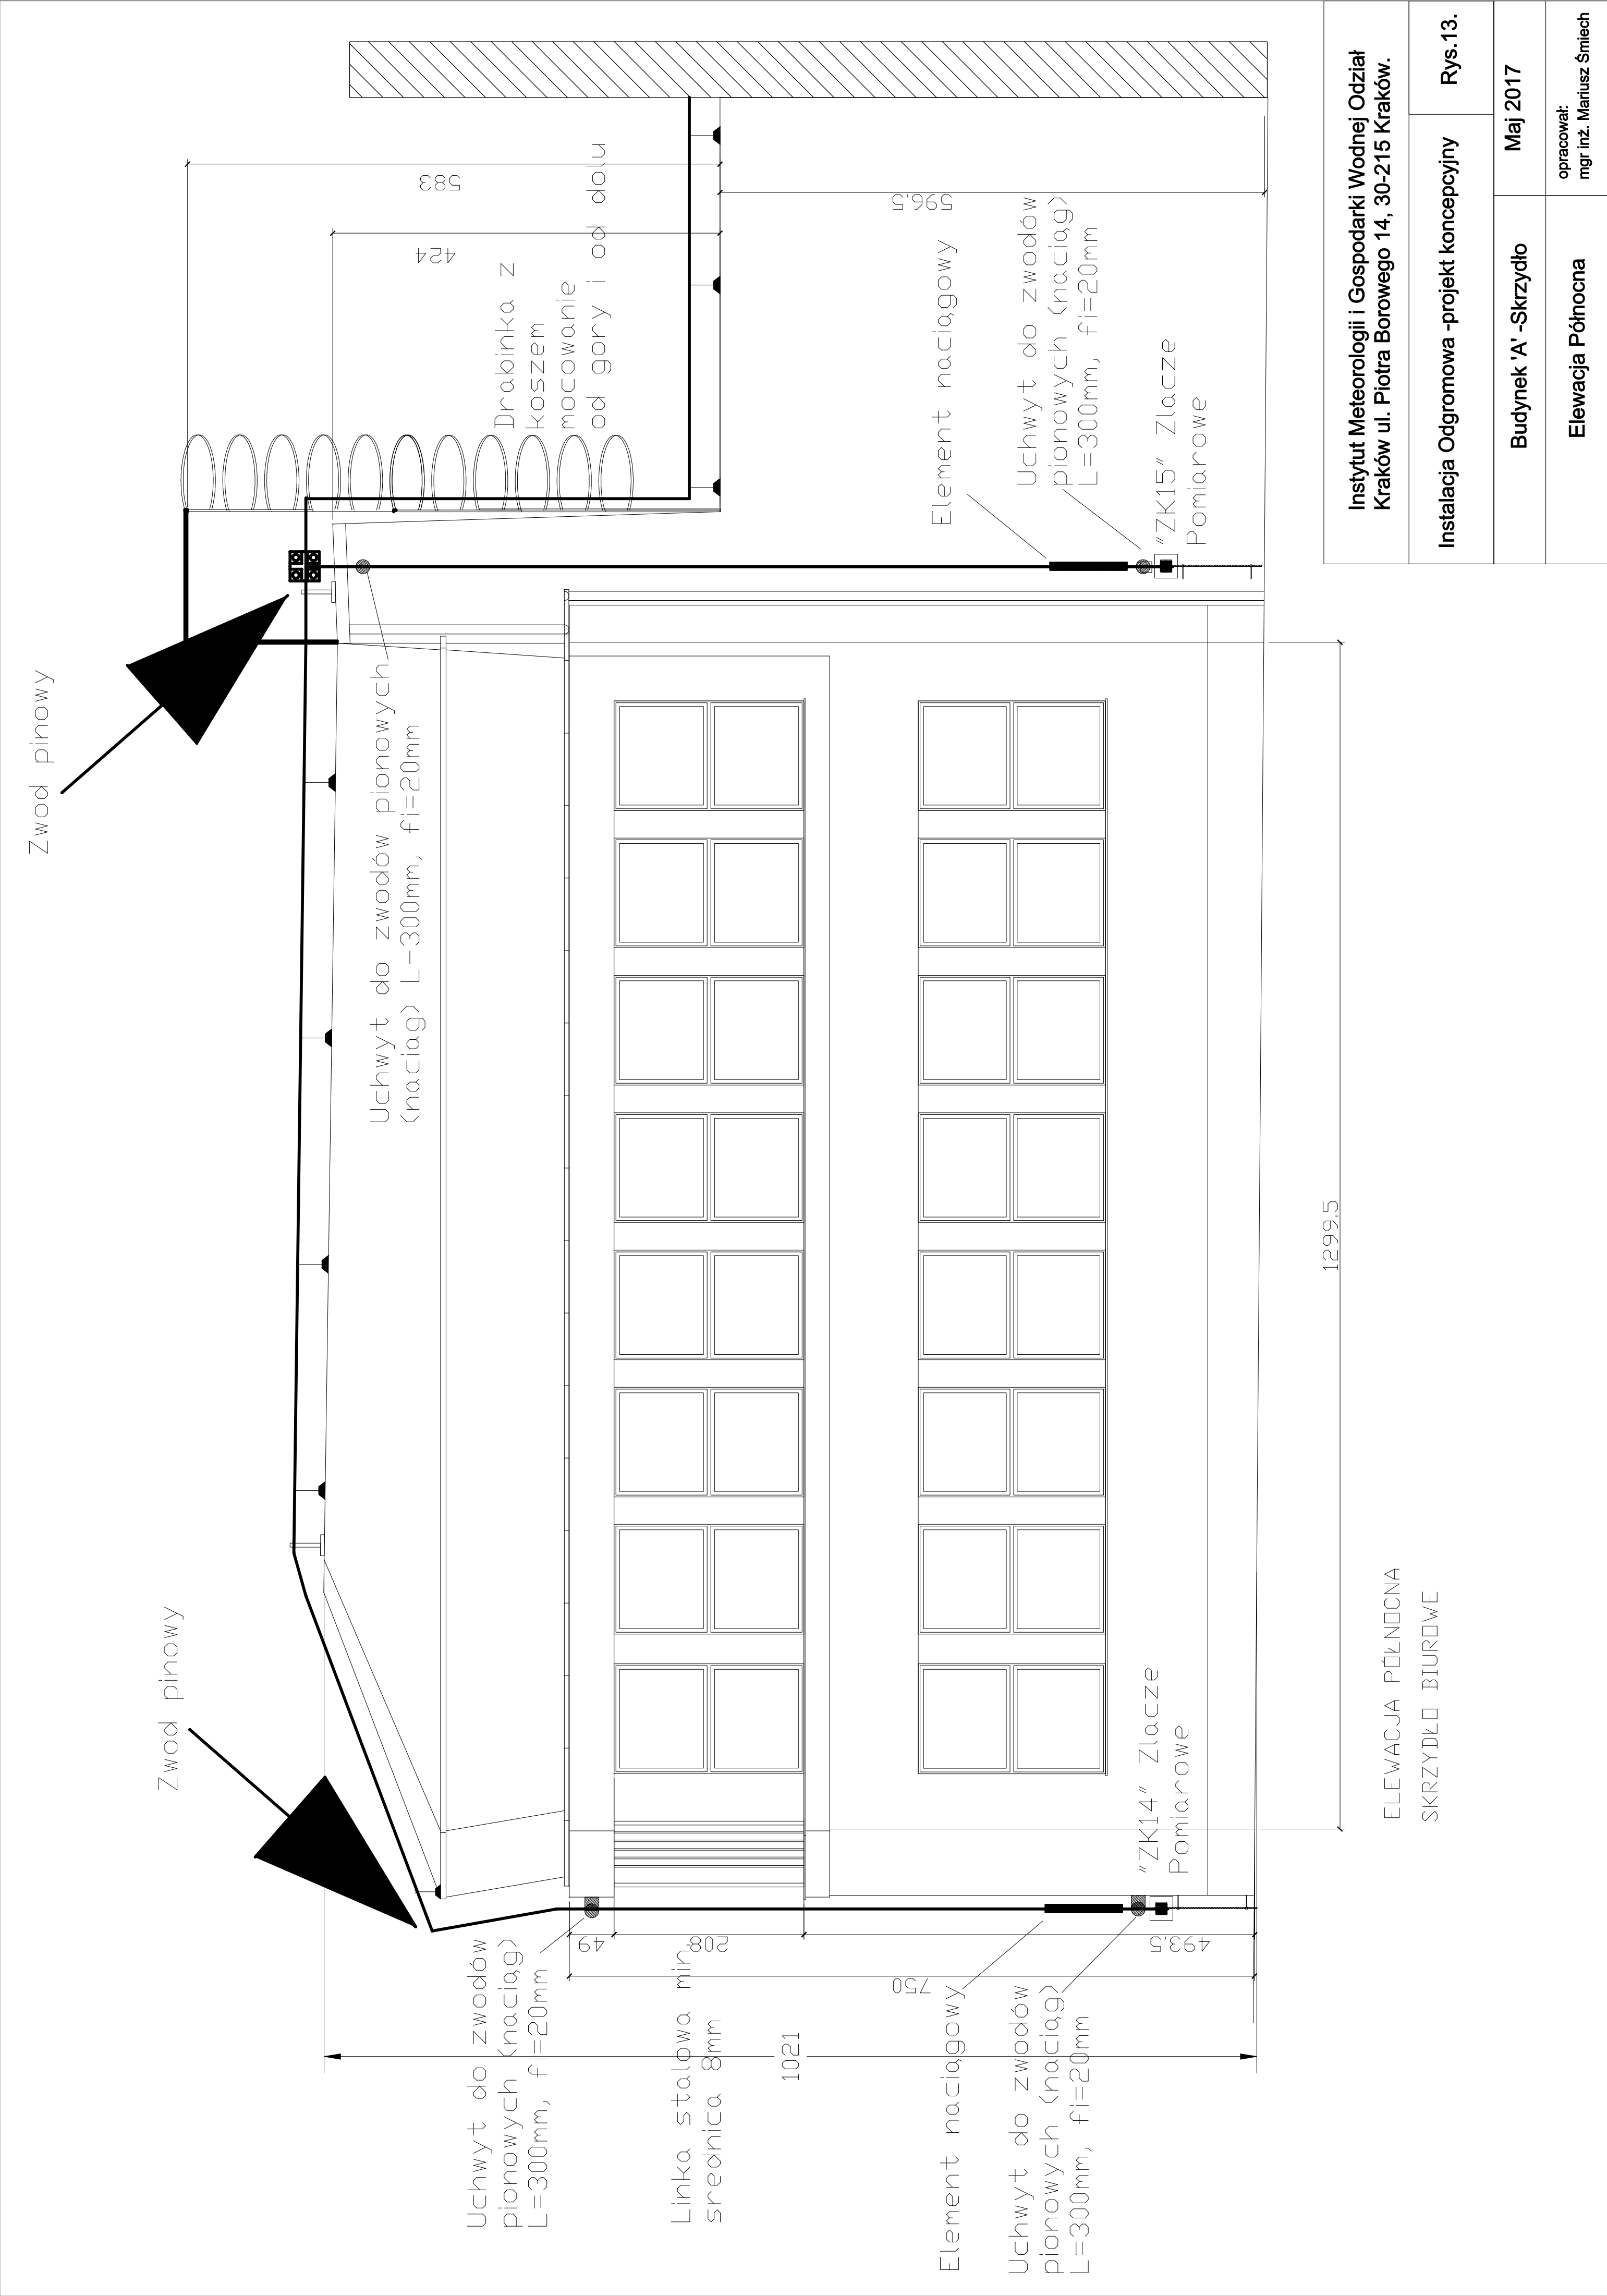 Zwod pinowy
Zwod pinowy
Uchwyt do zwodów
pionowych (naciąg)
L=300mm, fi=20mm
Linka stalowa min
srednica 8mm
Element naciągowy
Uchwyt do zwodów
pionowych (naciąg)
L=300mm, fi=20mm
1021
750
49
208
493,5
"ZK14" Zlacze
Pomiarowe
Uchwyt do zwodów pionowych
(naciag) L-300mm, fi=20mm
Drabinka z
koszem
mocowanie
od gory i od dolu
583
424
596,5
Element naciągowy
Uchwyt do zwodów
pionowych (naciąg)
L=300mm, fi=20mm
"ZK15" Zlacze
Pomiarowe
1299,5
ELEWACJA PÓŁNOCNA
SKRZYDŁO BIUROWE
Instytut Meteorologii i Gospodarki Wodnej Odział
Kraków ul. Piotra Borowego 14, 30-215 Kraków.
Instalacja Odgromowa -projekt koncepcyjny
Rys.13.
Budynek 'A' -Skrzydło
Maj 2017
Elewacja Północna
opracował:
mgr inż. Mariusz Śmiech